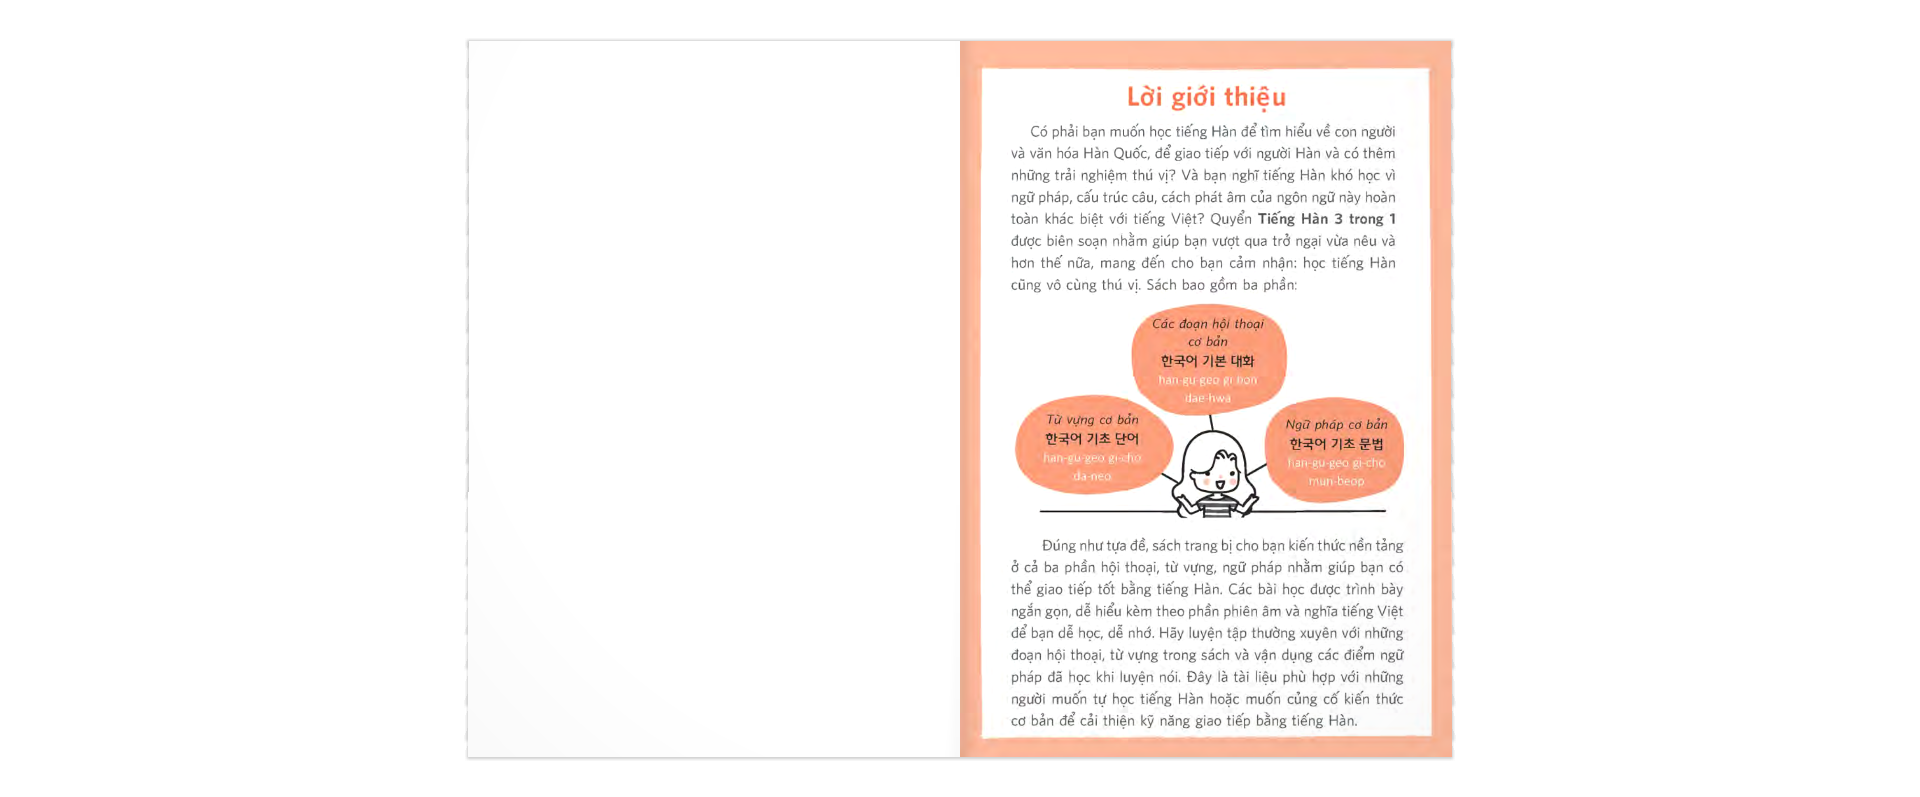 Lời giới thiệu
Có phải bạn muốn học tiếng Hàn để tìm hiểu về con người
và văn hóa Hàn Quốc, để giao tiếp với người Hàn và có thêm
những trải nghiệm thú vị? Và bạn nghĩ tiếng Hàn khó học vì
ngữ pháp, cấu trúc câu, cách phát âm của ngôn ngữ này hoàn
toàn khác biệt với tiếng Việt? Quyển Tiếng Hàn 3 trong 1
được biên soạn nhằm giúp bạn vượt qua trở ngại vừa nêu và
hơn thế nữa, mang đến cho bạn cảm nhận: học tiếng Hàn
cũng vô cùng thú vị. Sách bao gồm ba phần:
Các đoạn hội thoại
cơ bản
한국어 기본 대화
han-gu-geo gi-bon
dae-hwa
Từ vựng cơ bản
한국어 기초 단어
han-gu-geo gi-cho
da-neo
Ngữ pháp cơ bản
한국어 기초 문법
han-gu-geo gi-cho
mun-beop
Đúng như tựa đề, sách trang bị cho bạn kiến thức nền tảng
ở cả ba phần hội thoại, từ vựng, ngữ pháp nhằm giúp bạn có
thể giao tiếp tốt bằng tiếng Hàn. Các bài học được trình bày
ngắn gọn, dễ hiểu kèm theo phần phiên âm và nghĩa tiếng Việt
để bạn dễ học, dễ nhớ. Hãy luyện tập thường xuyên với những
đoạn hội thoại, từ vựng trong sách và vận dụng các điểm ngữ
pháp đã học khi luyện nói. Đây là tài liệu phù hợp với những
người muốn tự học tiếng Hàn hoặc muốn củng cố kiến thức
cơ bản để cải thiện kỹ năng giao tiếp bằng tiếng Hàn.